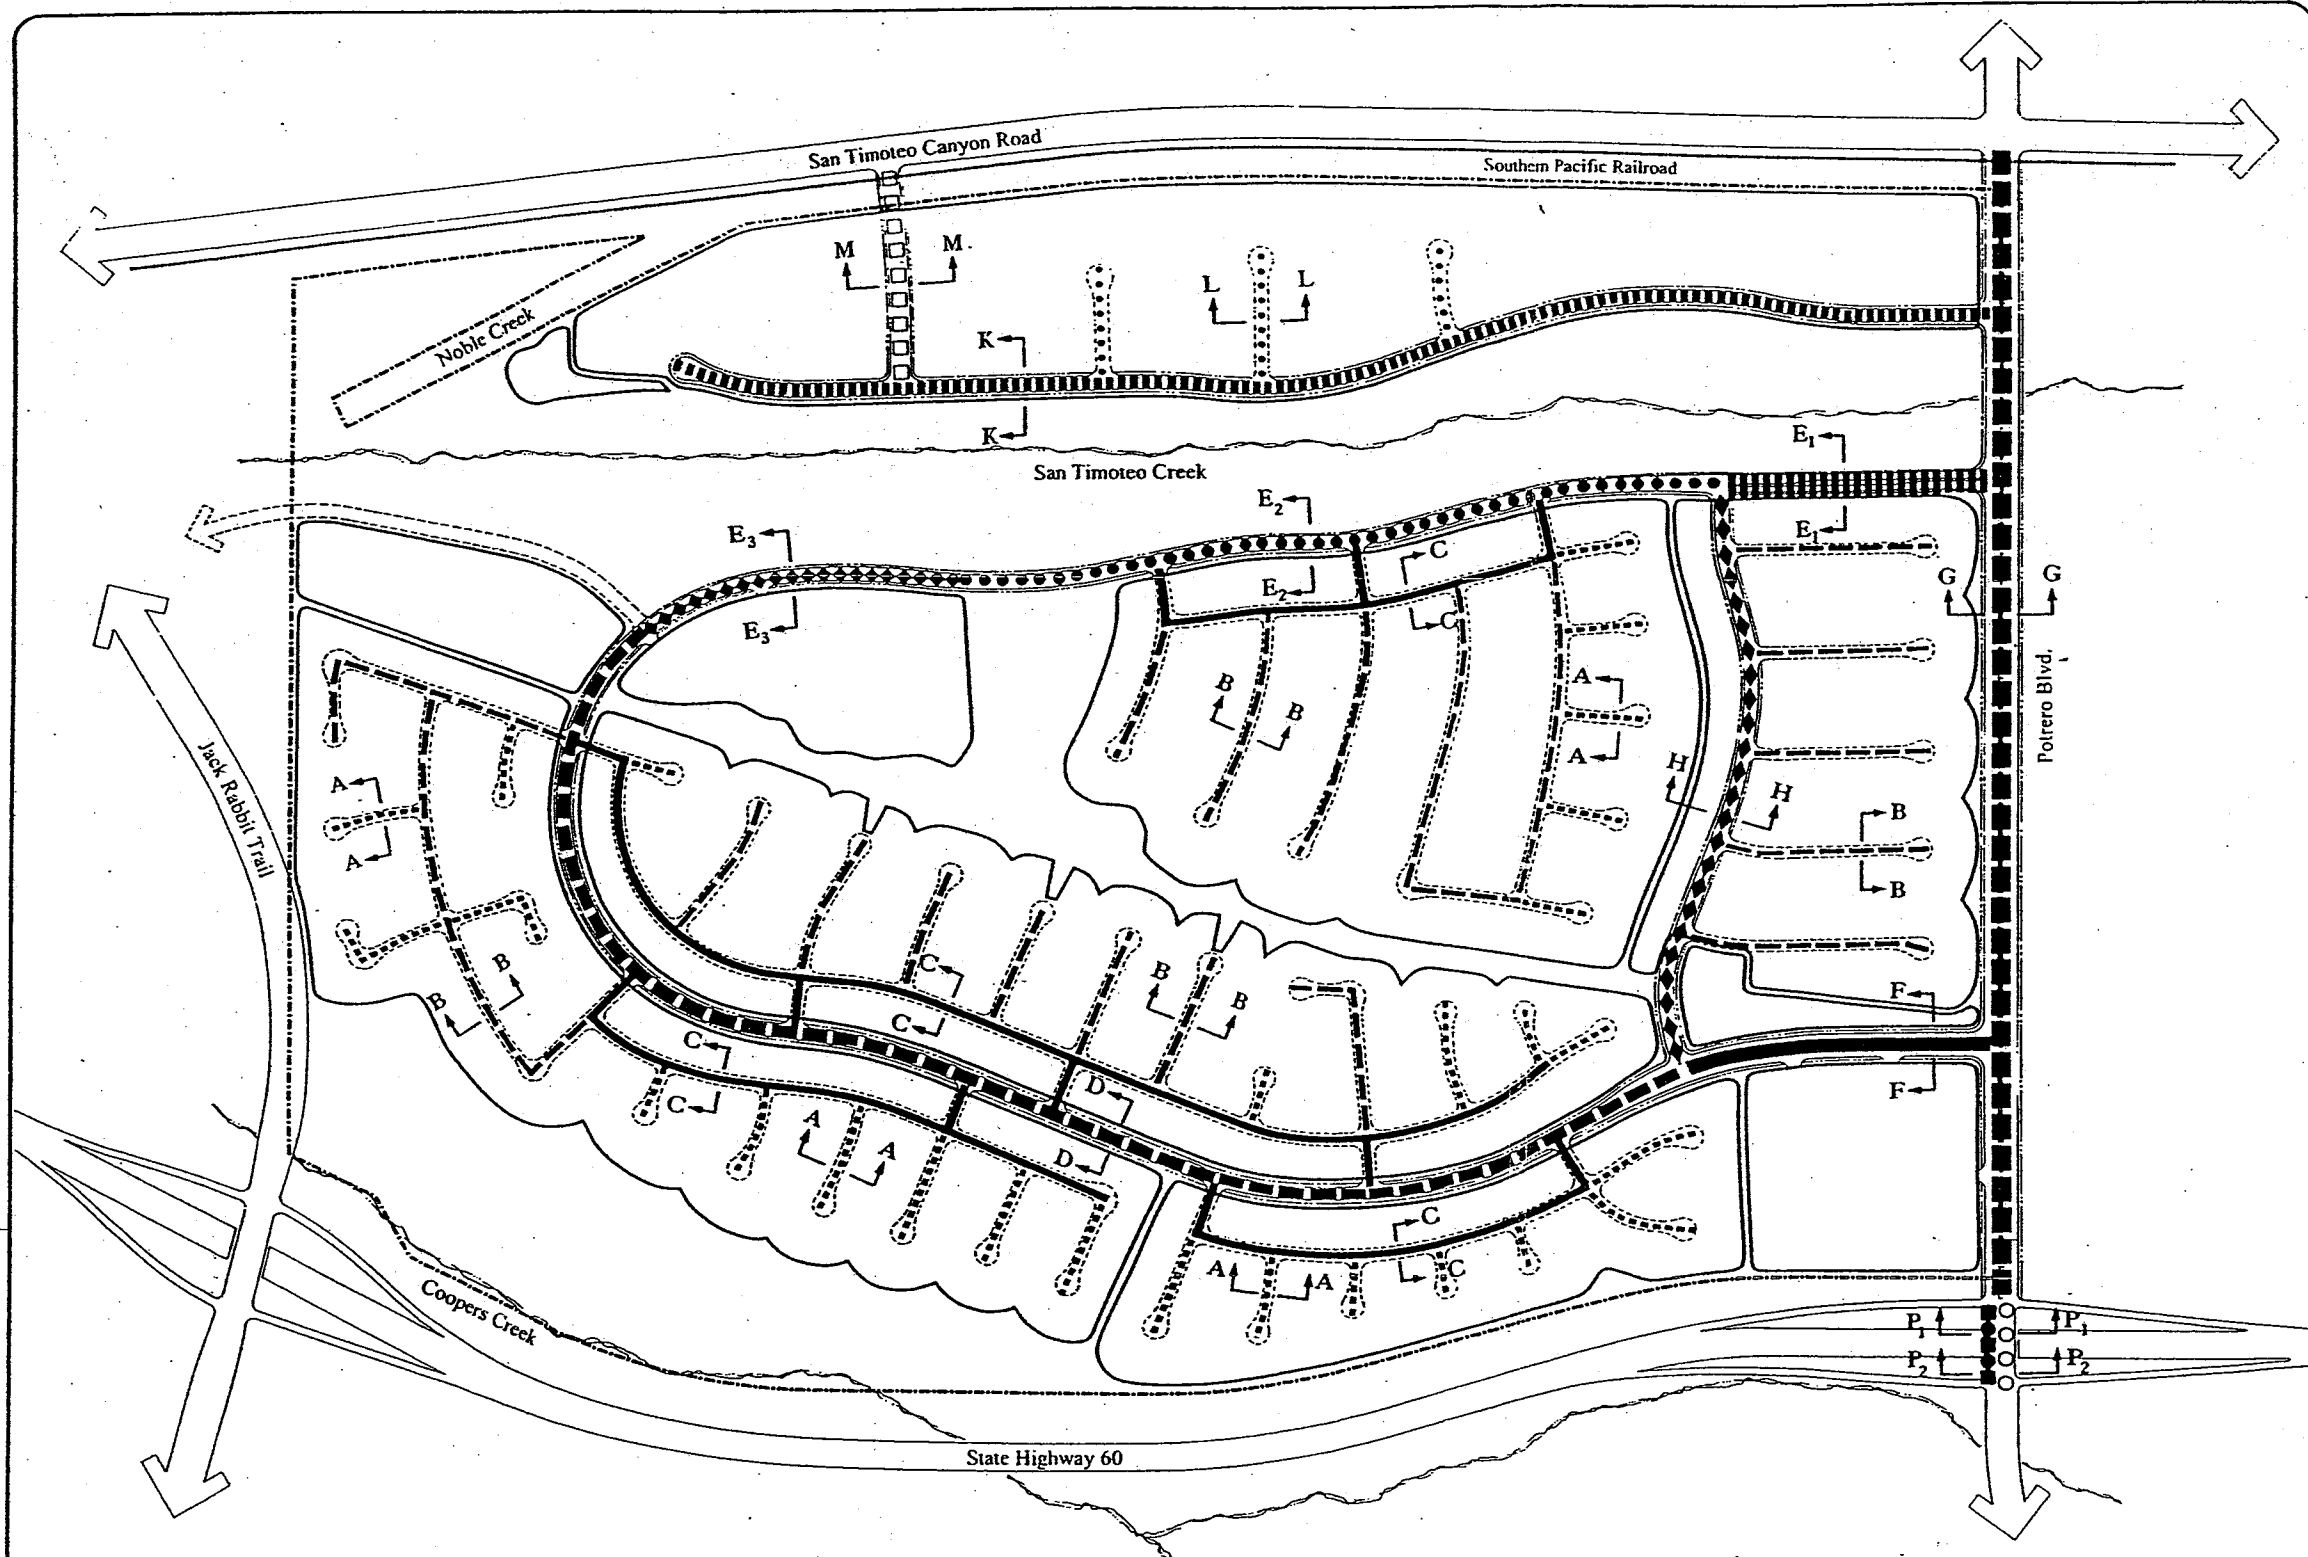 San Timoteo Canyon Road
Southern Pacific Railroad
M M
L L
Noble Creek
K
K
E1
San Timoteo Creek
E2
E3
E1
C
E2
C
E3
G G
Potrero Blvd.
A
B
B
A
H
H
Jack Rabbit Trail
A
A
B
B
B
B
C
B
B
C
F
C
D
C
F
A
A
D
C
A A
C
Coopers Creek
P1 P1
P2 P2
State Highway 60